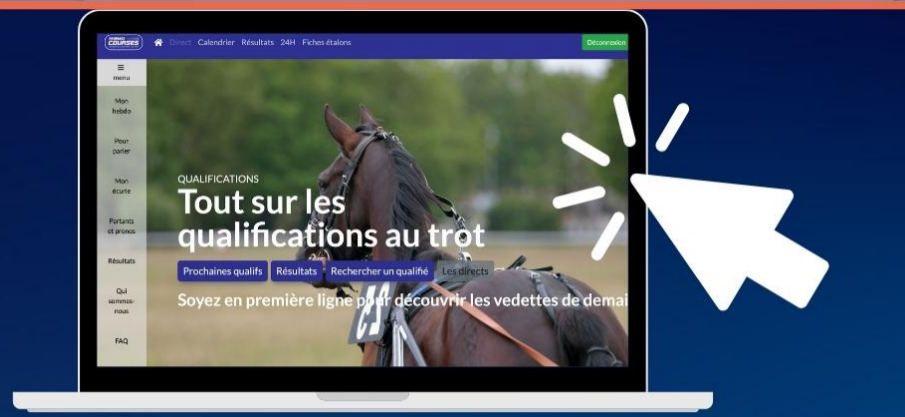 COURSES
Direct Calendrier Résultats 24H Fiches étalons
Déconnexion
menu
Mon
hebdo
Pour
parier
Mon
écurie
Partants
et pronos
Résultats
Qui
sommes-
nous
FAQ
QUALIFICATIONS
Tout sur les
qualifications au trot
Prochaines qualifs Résultats Rechercher un qualifié Les directs
Soyez en première ligne pour découvrir les vedettes de demai